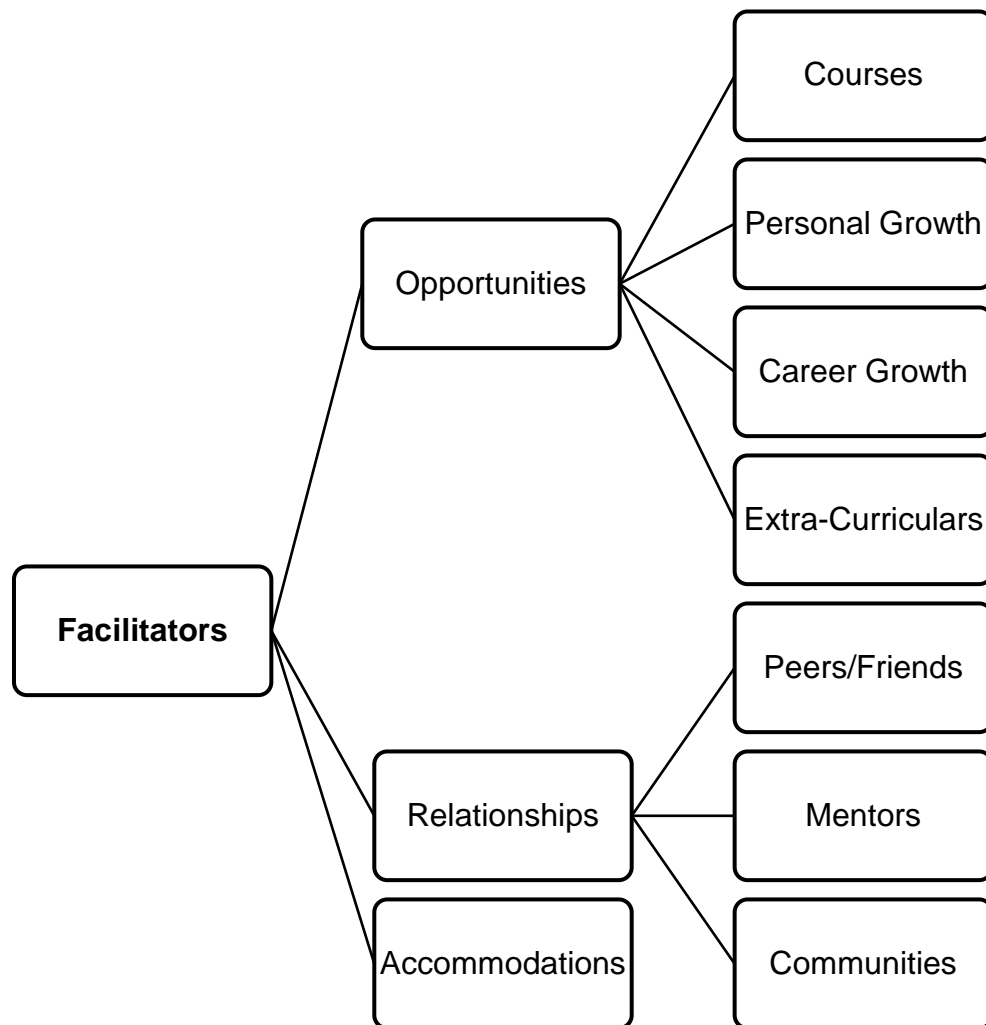 Courses
Personal Growth
Opportunities
Career Growth
Extra-Curriculars
Facilitators
Peers/Friends
Relationships
Mentors
Accommodations
Communities